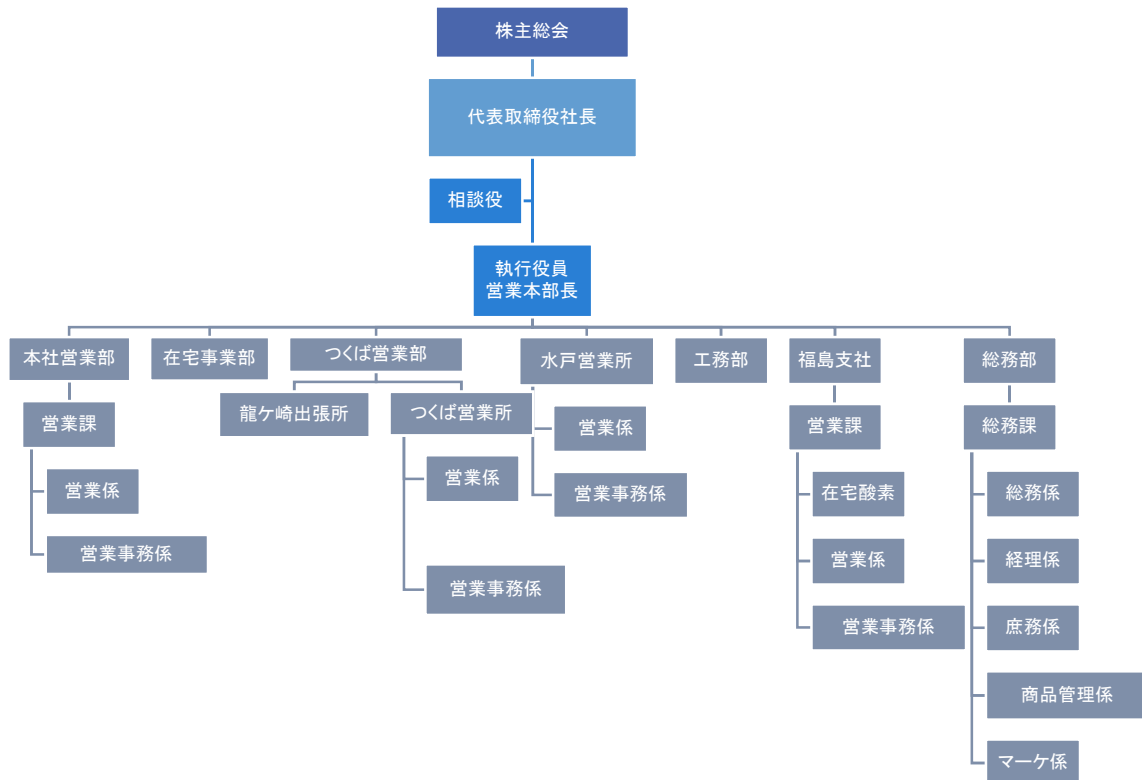 株主総会
代表取締役社長
相談役
執行役員
営業本部長
本社営業部
在宅事業部
つくば営業部
水戸営業所
工務部
福島支社
総務部
営業課
龍ケ崎出張所
つくば営業所
営業係
営業課
総務課
営業係
営業係
営業事務係
在宅酸素
総務係
営業事務係
営業事務係
営業係
経理係
営業事務係
庶務係
商品管理係
マーケ係